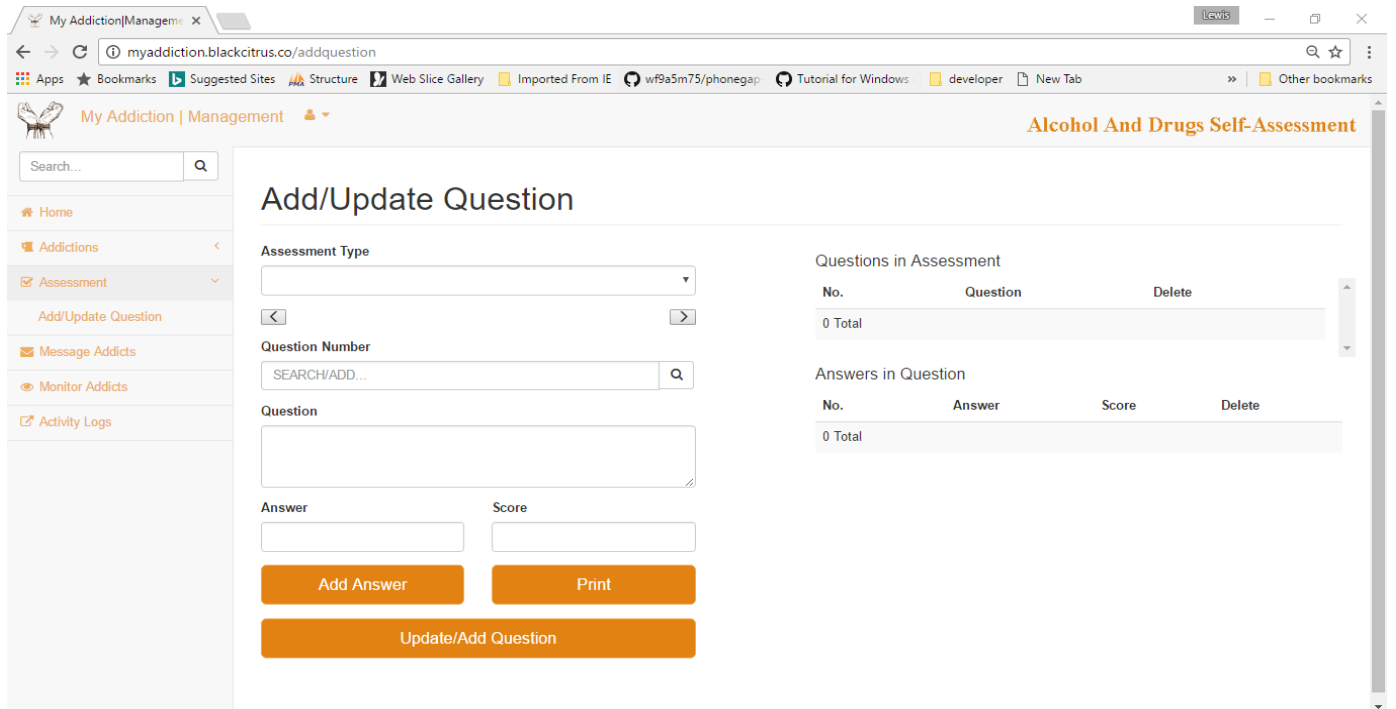 My Addiction|Manageme
Lewis
myaddiction.blackcitrus.co/addquestion
Apps Bookmarks Suggested Sites Structure Web Slice Gallery Imported From IE wf9a5m75/phonegap Tutorial for Windows developer New Tab » Other bookmarks
My Addiction | Management
Alcohol And Drugs Self-Assessment
Search...
Home
Addictions
Assessment
Add/Update Question
Message Addicts
Monitor Addicts
Activity Logs
Add/Update Question
Assessment Type
Question Number
SEARCH/ADD...
Question
Answer Score
Add Answer Print
Update/Add Question
Questions in Assessment
No. Question Delete
0 Total
Answers in Question
No. Answer Score Delete
0 Total